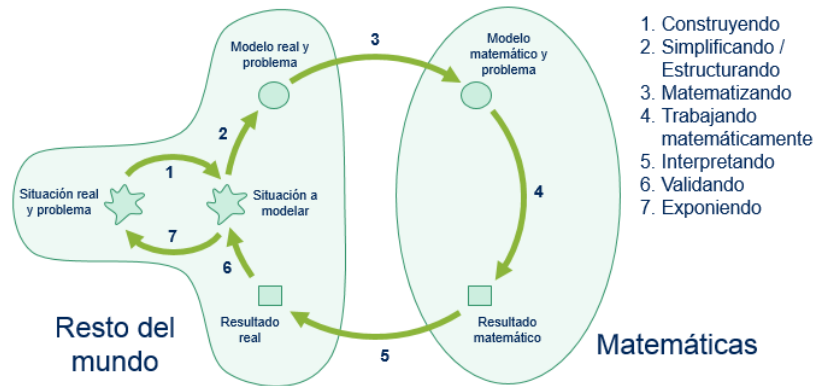 Modelo real y
problema
3
Modelo
matemático y
problema
1. Construyendo
2. Simplificando /
Estructurando
3. Matematizando
4. Trabajando
matemáticamente
5. Interpretando
6. Validando
7. Exponiendo
2
1
Situación real
y problema
Situación a
modelar
4
7
6
Resultado
real
Resultado
matemático
5
Resto del
mundo
Matemáticas